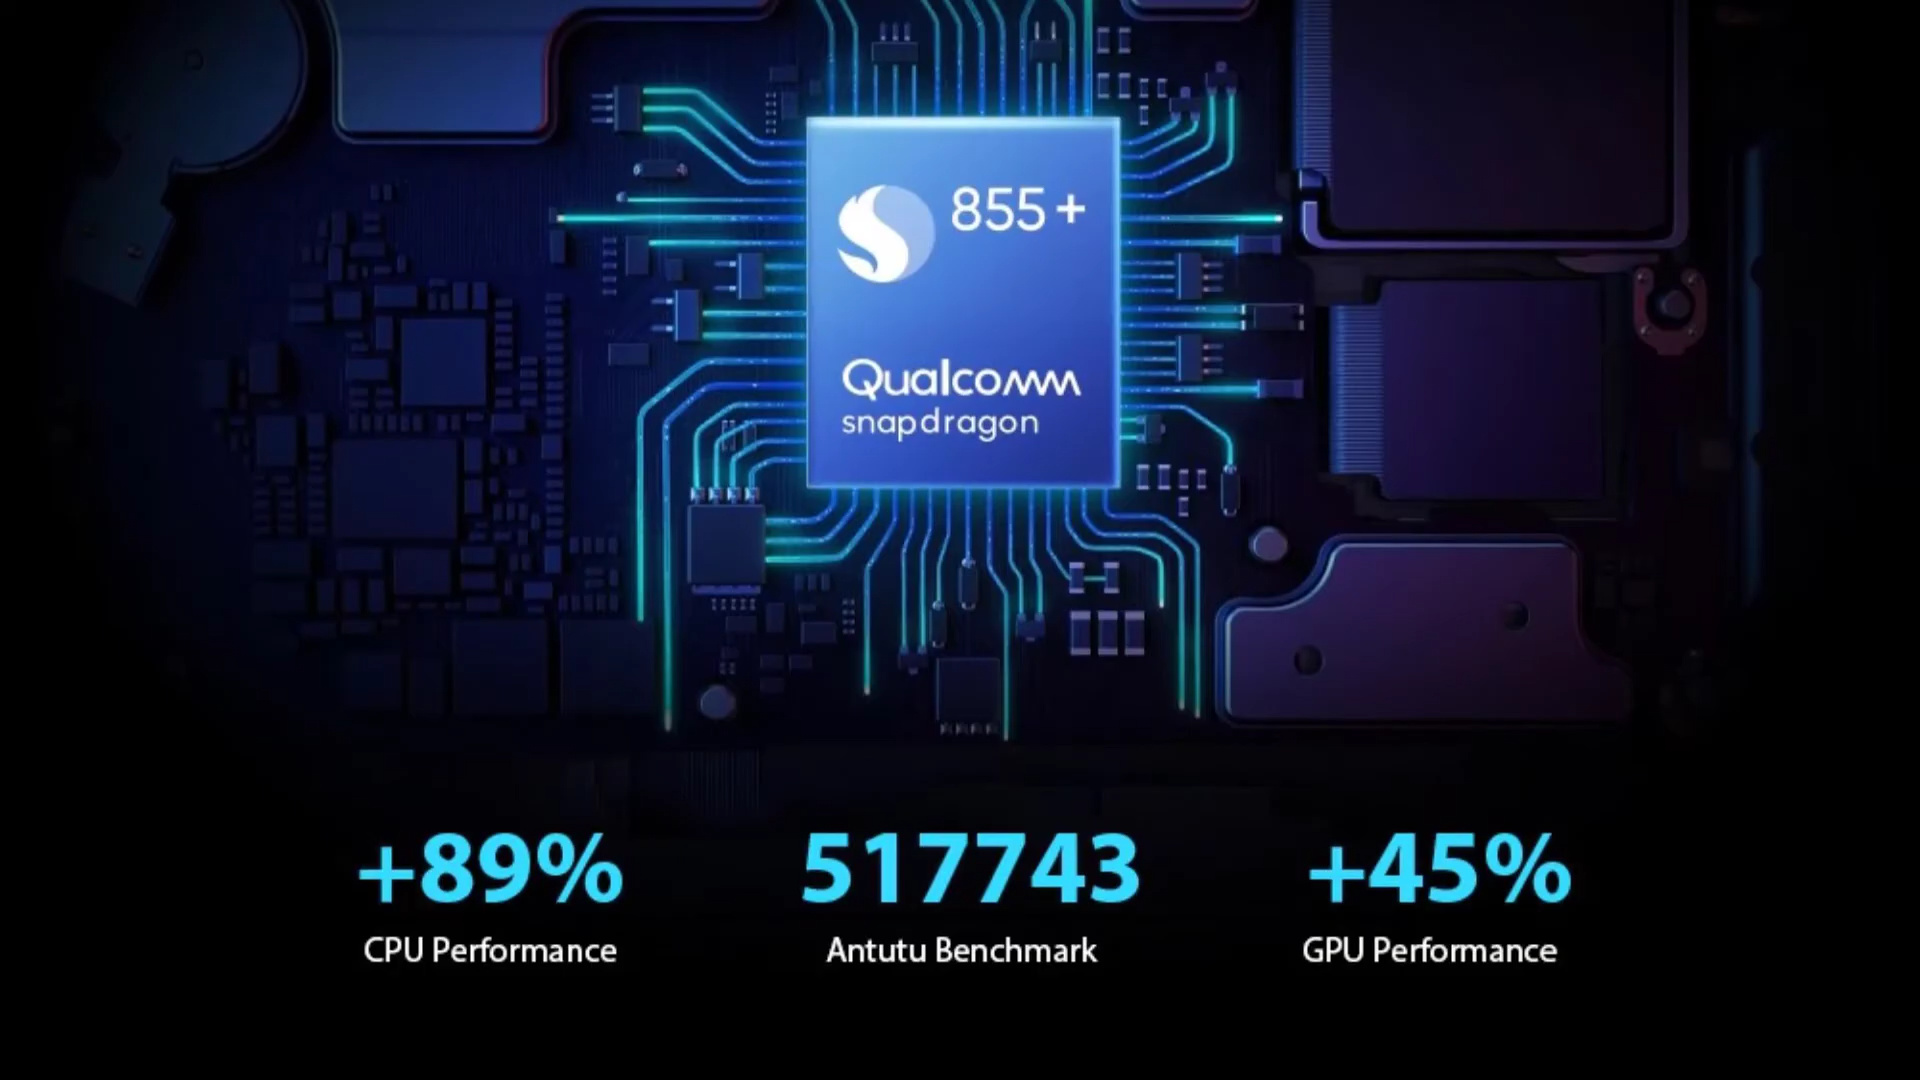 855+
Qualcomm
snapdragon
+89%
517743
+45%
CPU Performance
Antutu Benchmark
GPU Performance